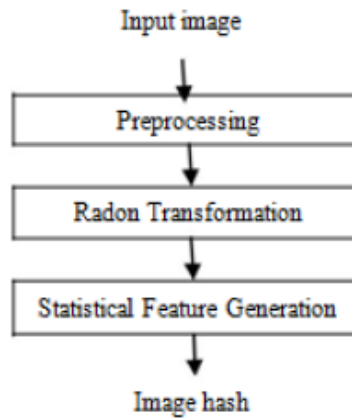 Input image
Preprocessing
Radon Transformation
Statistical Feature Generation
Image hash